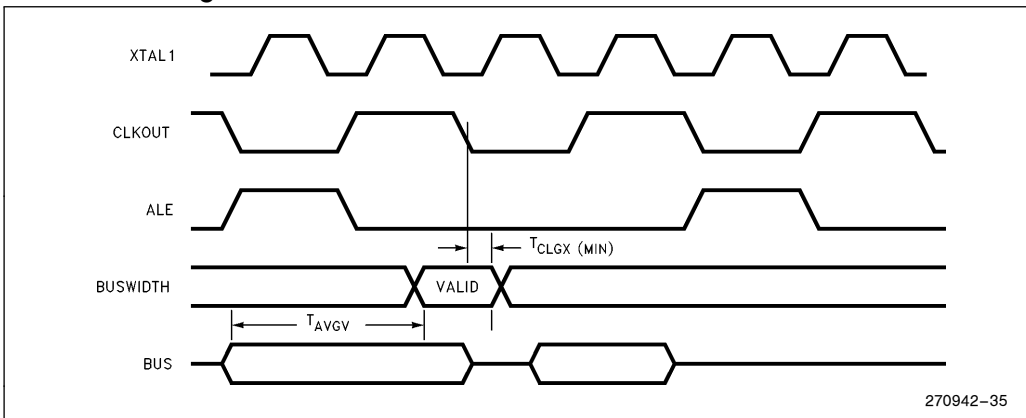 XTAL1
CLKOUT
ALE
T_CLGX (MIN)
BUSWIDTH
VALID
T_AVGV
BUS
270942-35